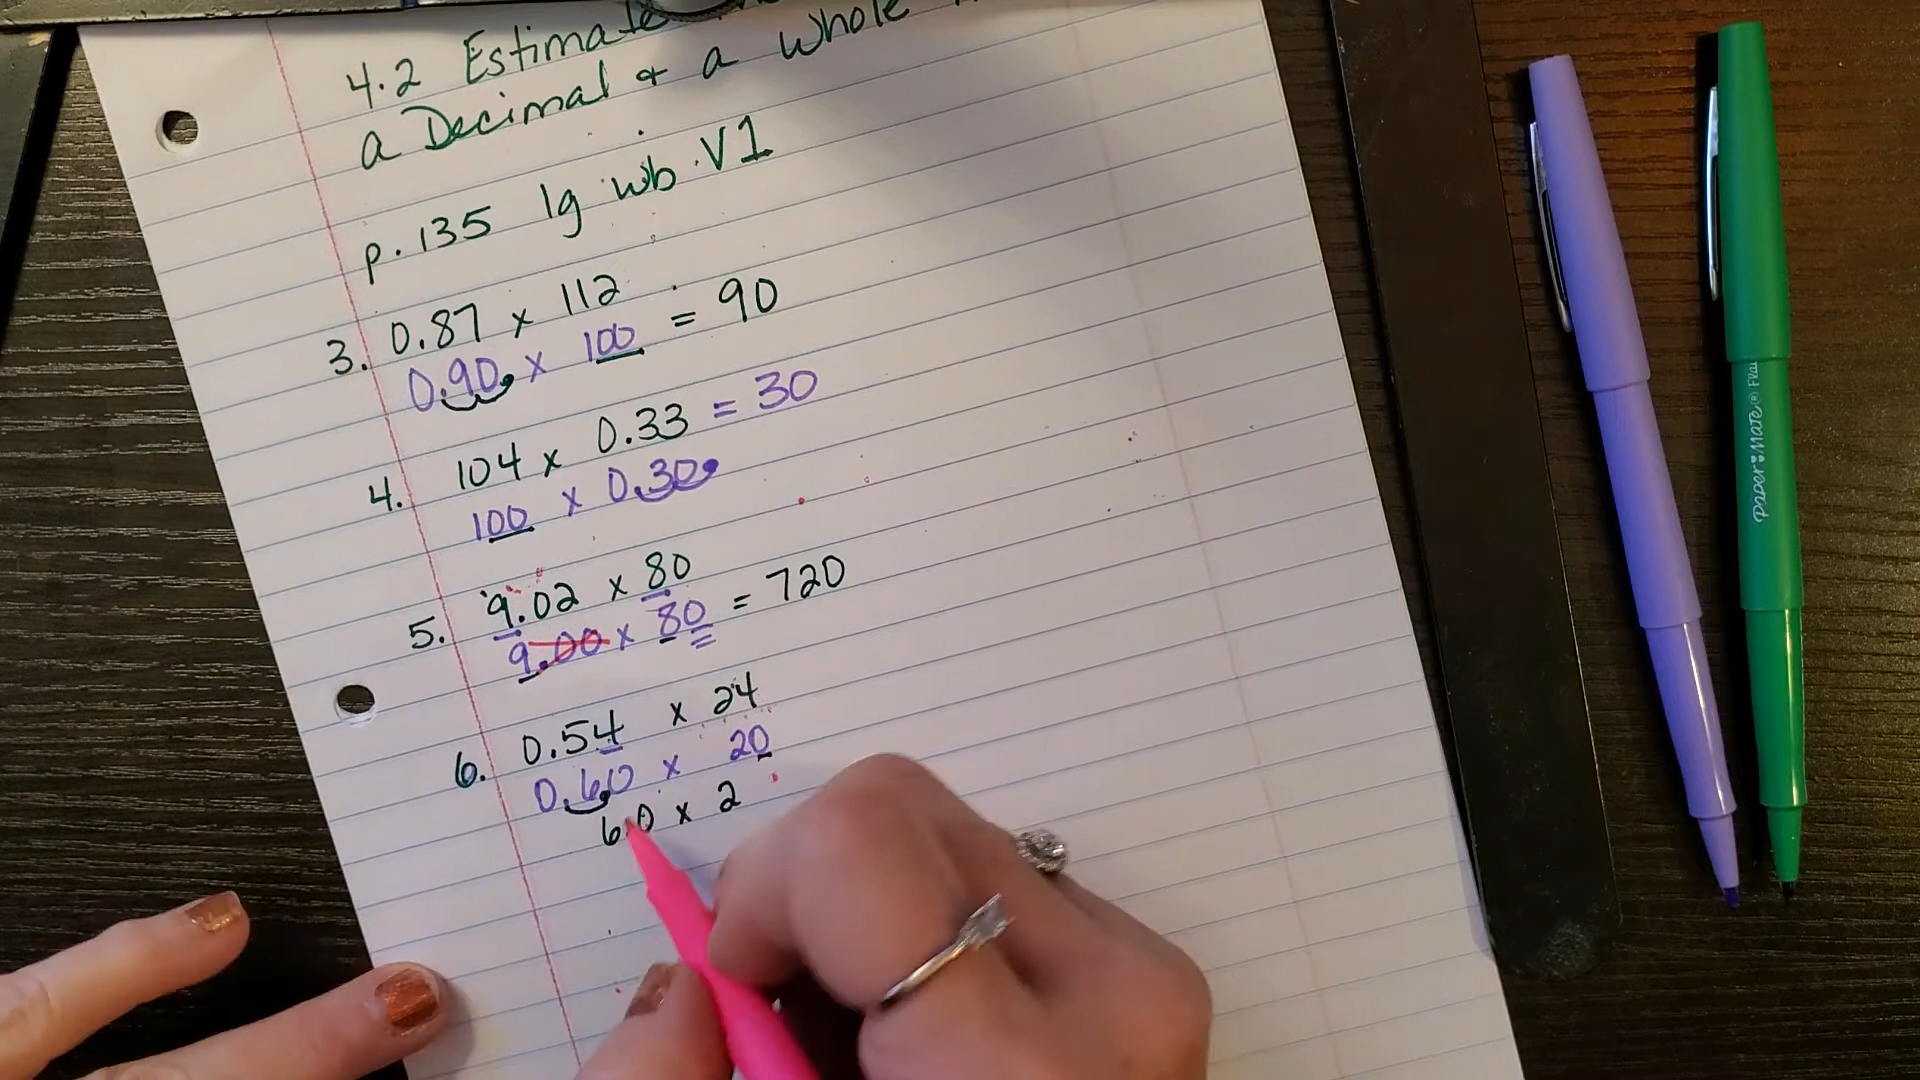 4.2 Estimate
a Decimal & a Whole
p. 135 lg wb V1
3. 0.87 x 112 = 90
0.90 x 100
4. 104 x 0.33 = 30
100 x 0.30
5. 9.02 x 80
9.00 x 80 = 720
6. 0.54 x 24
0.60 x 20
6.0 x 2
Paper Mate Flai